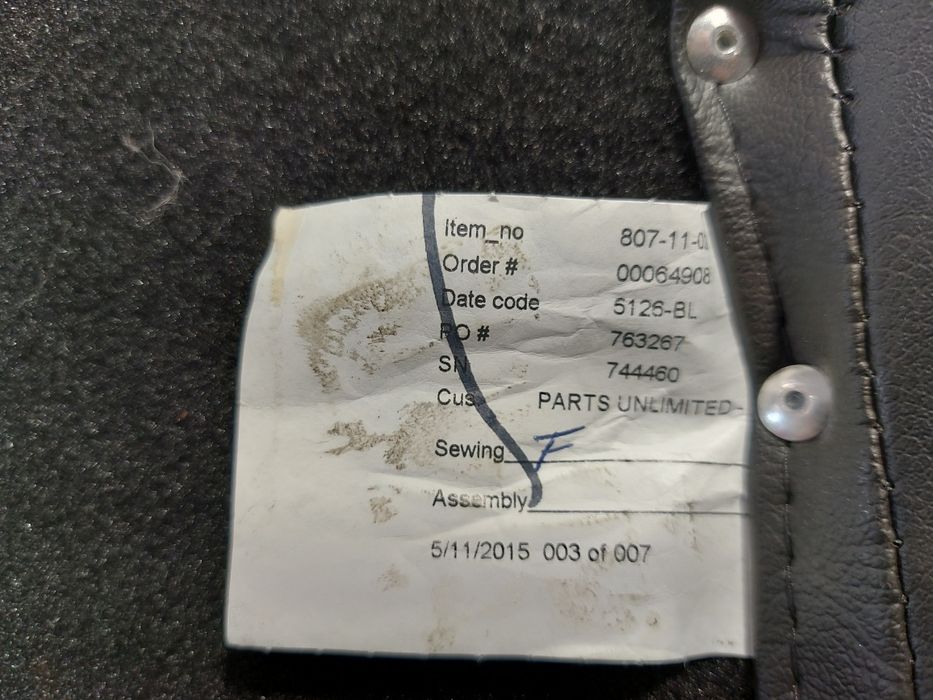 Item_no 807-11-0
Order # 00064908
Date code 5126-BL
PO # 763267
SN 744460
Cus PARTS UNLIMITED -
Sewing F
Assembly
5/11/2015 003 of 007